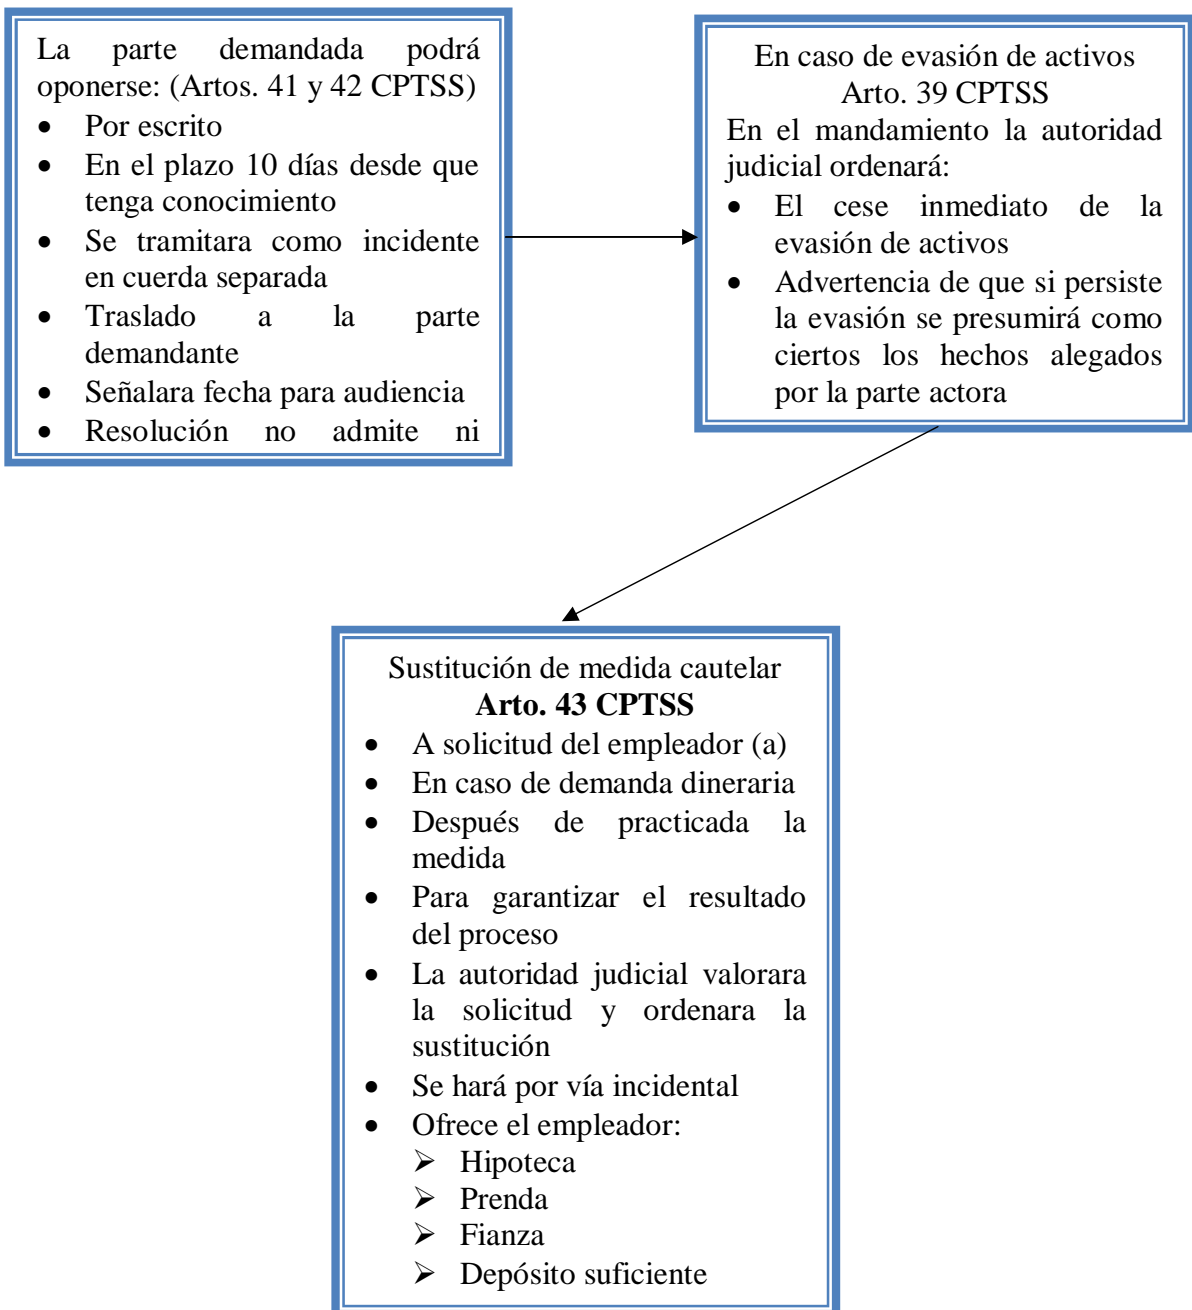 La parte demandada podrá
oponerse: (Artos. 41 y 42 CPTSS)
• Por escrito
• En el plazo 10 días desde que
tenga conocimiento
• Se tramitara como incidente
en cuerda separada
• Traslado a la parte
demandante
• Señalara fecha para audiencia
• Resolución no admite ni
En caso de evasión de activos
Arto. 39 CPTSS
En el mandamiento la autoridad
judicial ordenará:
• El cese inmediato de la
evasión de activos
• Advertencia de que si persiste
la evasión se presumirá como
ciertos los hechos alegados
por la parte actora
Sustitución de medida cautelar
Arto. 43 CPTSS
• A solicitud del empleador (a)
• En caso de demanda dineraria
• Después de practicada la
medida
• Para garantizar el resultado
del proceso
• La autoridad judicial valorara
la solicitud y ordenara la
sustitución
• Se hará por vía incidental
• Ofrece el empleador:
➢ Hipoteca
➢ Prenda
➢ Fianza
➢ Depósito suficiente